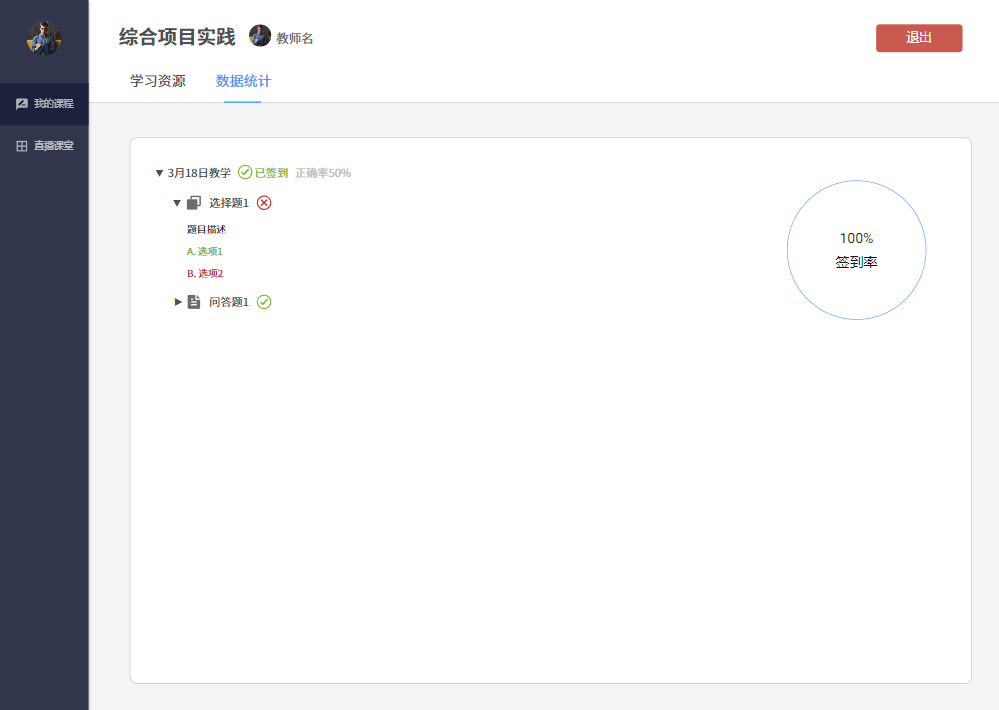 综合项目实践 教师名 退出
学习资源 数据统计
我的课程
直播课堂
3月18日教学 已签到 正确率50%
选择题1
题目描述
A. 选项1
B. 选项2
问答题1
100%
签到率